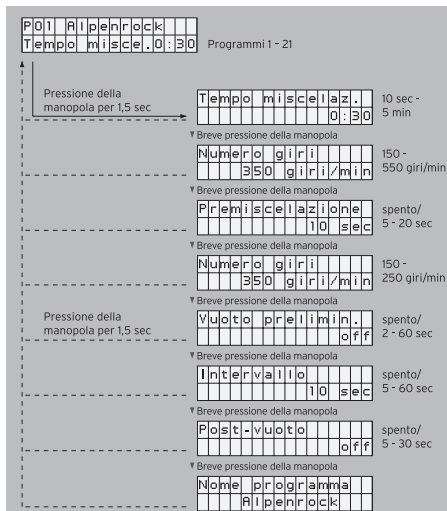 P01 Alpenrock
Tempo misce.0:30
Programmi 1 - 21
Pressione della
manopola per 1,5 sec
Tempo miscelaz.
0:30
10 sec -
5 min
Breve pressione della manopola
Numero giri
350 giri/min
150 -
550 giri/min
Breve pressione della manopola
Premiscelazione
10 sec
spento/
5 - 20 sec
Breve pressione della manopola
Numero giri
350 giri/min
150 -
250 giri/min
Breve pressione della manopola
Pressione della
manopola per 1,5 sec
Vuoto prelimin.
off
spento/
2 - 60 sec
Breve pressione della manopola
Intervallo
10 sec
spento/
5 - 60 sec
Breve pressione della manopola
Post-vuoto
off
spento/
5 - 30 sec
Breve pressione della manopola
Nome programma
Alpenrock